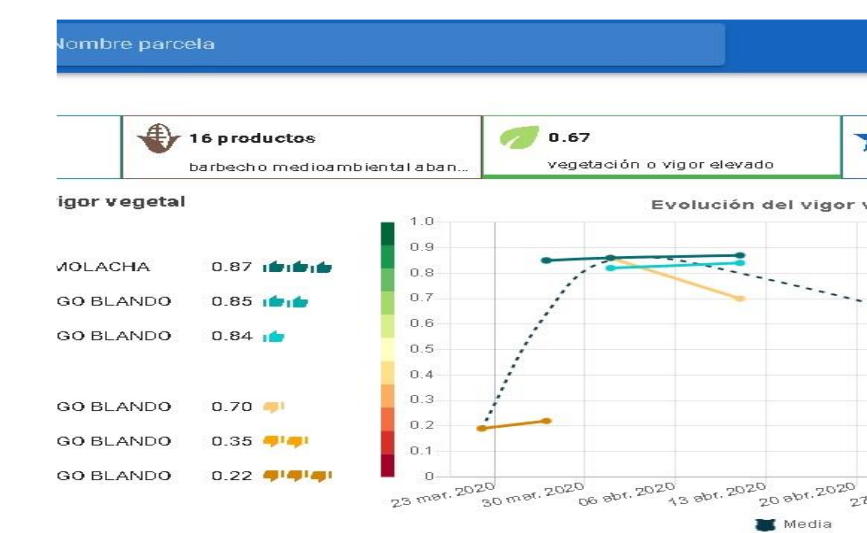 Nombre parcela
16 productos
barbecho medioambiental aban...
0.67
vegetación o vigor elevado
igor vegetal
MOLACHA 0.87
GO BLANDO 0.85
GO BLANDO 0.84
GO BLANDO 0.70
GO BLANDO 0.35
GO BLANDO 0.22
Evolución del vigor v
1.0
0.9
0.8
0.7
0.6
0.5
0.4
0.3
0.2
0.1
0
23 mar. 2020
30 mar. 2020
06 abr. 2020
13 abr. 2020
20 abr. 2020
27
Media